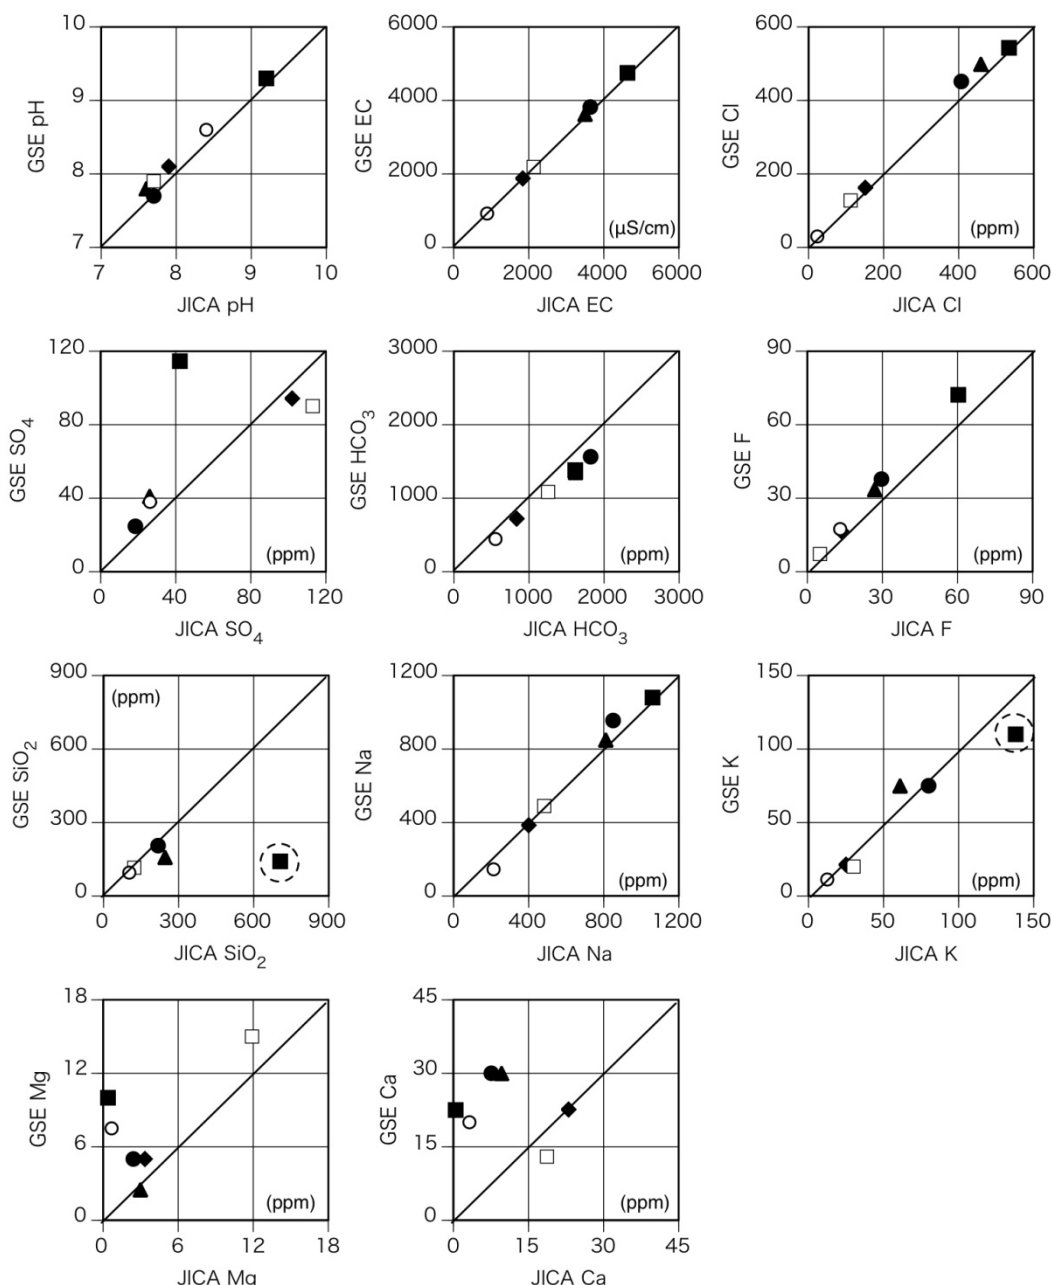 10
9
8
7
GSE pH
7 8 9 10
JICA pH
6000
4000
2000
0
GSE EC
(μS/cm)
0 2000 4000 6000
JICA EC
600
400
200
0
GSE Cl
(ppm)
0 200 400 600
JICA Cl
120
80
40
0
GSE SO4
(ppm)
0 40 80 120
JICA SO4
3000
2000
1000
0
GSE HCO3
0 1000 2000 3000
JICA HCO3
90
60
30
0
GSE F
(ppm)
0 30 60 90
JICA F
900
600
300
0
GSE SiO2
(ppm)
0 300 600 900
JICA SiO2
1200
800
400
0
GSE Na
(ppm)
0 400 800 1200
JICA Na
150
100
50
0
GSE K
(ppm)
0 50 100 150
JICA K
18
12
6
0
GSE Mg
(ppm)
0 6 12 18
JICA Mg
45
30
15
0
GSE Ca
(ppm)
0 15 30 45
JICA Ca